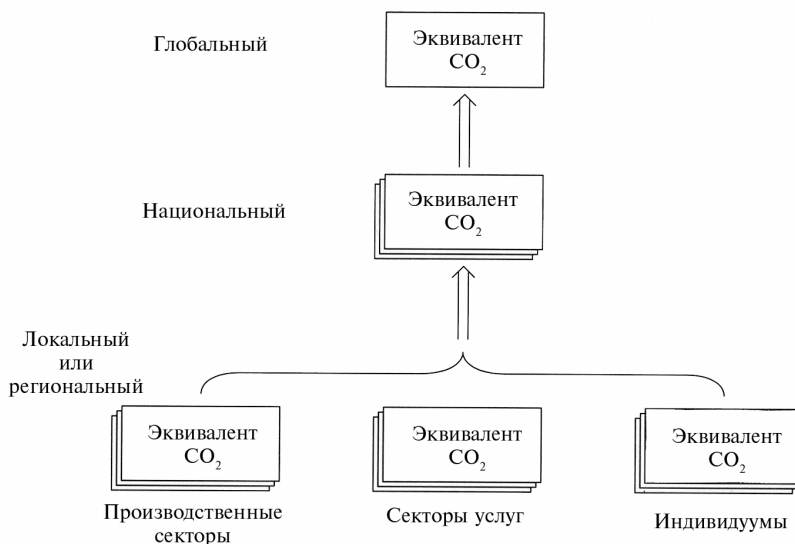 Глобальный
Эквивалент
CO₂
Национальный
Эквивалент
CO₂
Локальный
или
региональный
Эквивалент
CO₂
Эквивалент
CO₂
Эквивалент
CO₂
Производственные
секторы
Секторы услуг
Индивидуумы